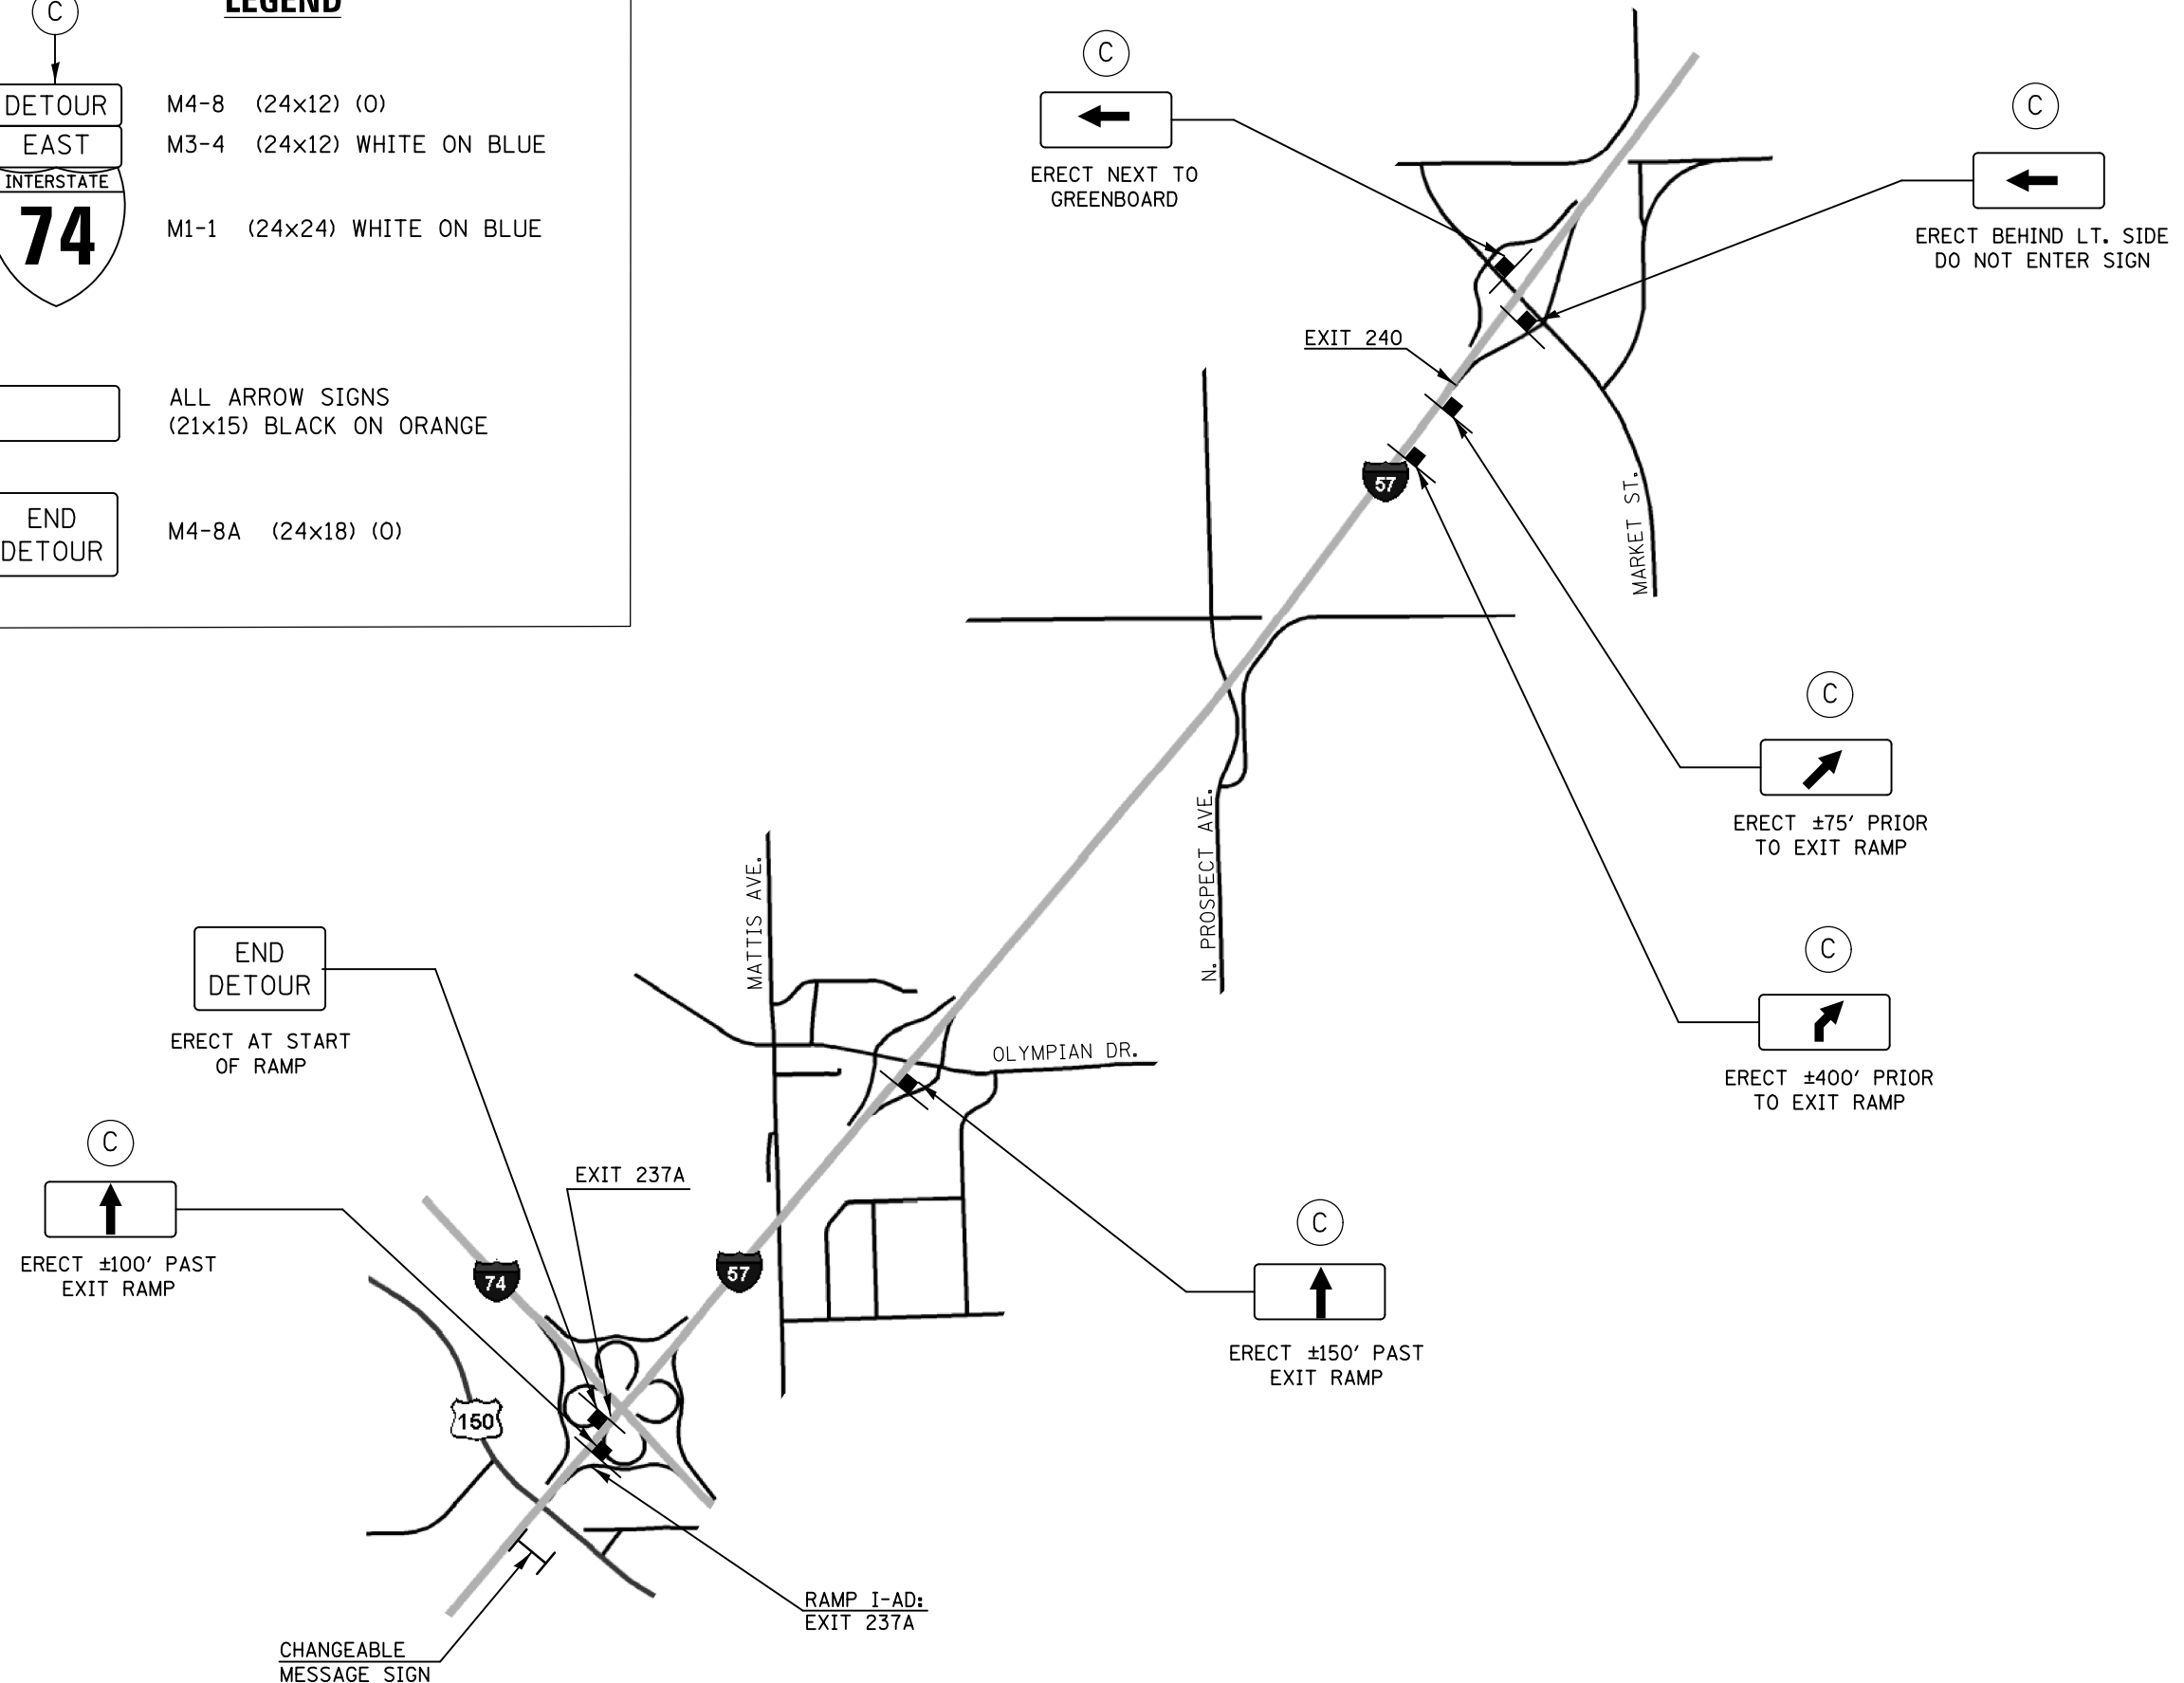 C
LEGEND
DETOUR
M4-8 (24x12) (O)
EAST
M3-4 (24x12) WHITE ON BLUE
INTERSTATE
74
M1-1 (24x24) WHITE ON BLUE
ALL ARROW SIGNS
(21x15) BLACK ON ORANGE
END
DETOUR
M4-8A (24x18) (O)
C
ERECT NEXT TO
GREENBOARD
C
ERECT BEHIND LT. SIDE
DO NOT ENTER SIGN
EXIT 240
57
MARKET ST.
C
ERECT ±75' PRIOR
TO EXIT RAMP
N. PROSPECT AVE.
MATTIS AVE.
C
ERECT ±400' PRIOR
TO EXIT RAMP
END
DETOUR
ERECT AT START
OF RAMP
OLYMPIAN DR.
C
ERECT ±100' PAST
EXIT RAMP
EXIT 237A
C
ERECT ±150' PAST
EXIT RAMP
74
57
150
RAMP I-AD:
EXIT 237A
CHANGEABLE
MESSAGE SIGN